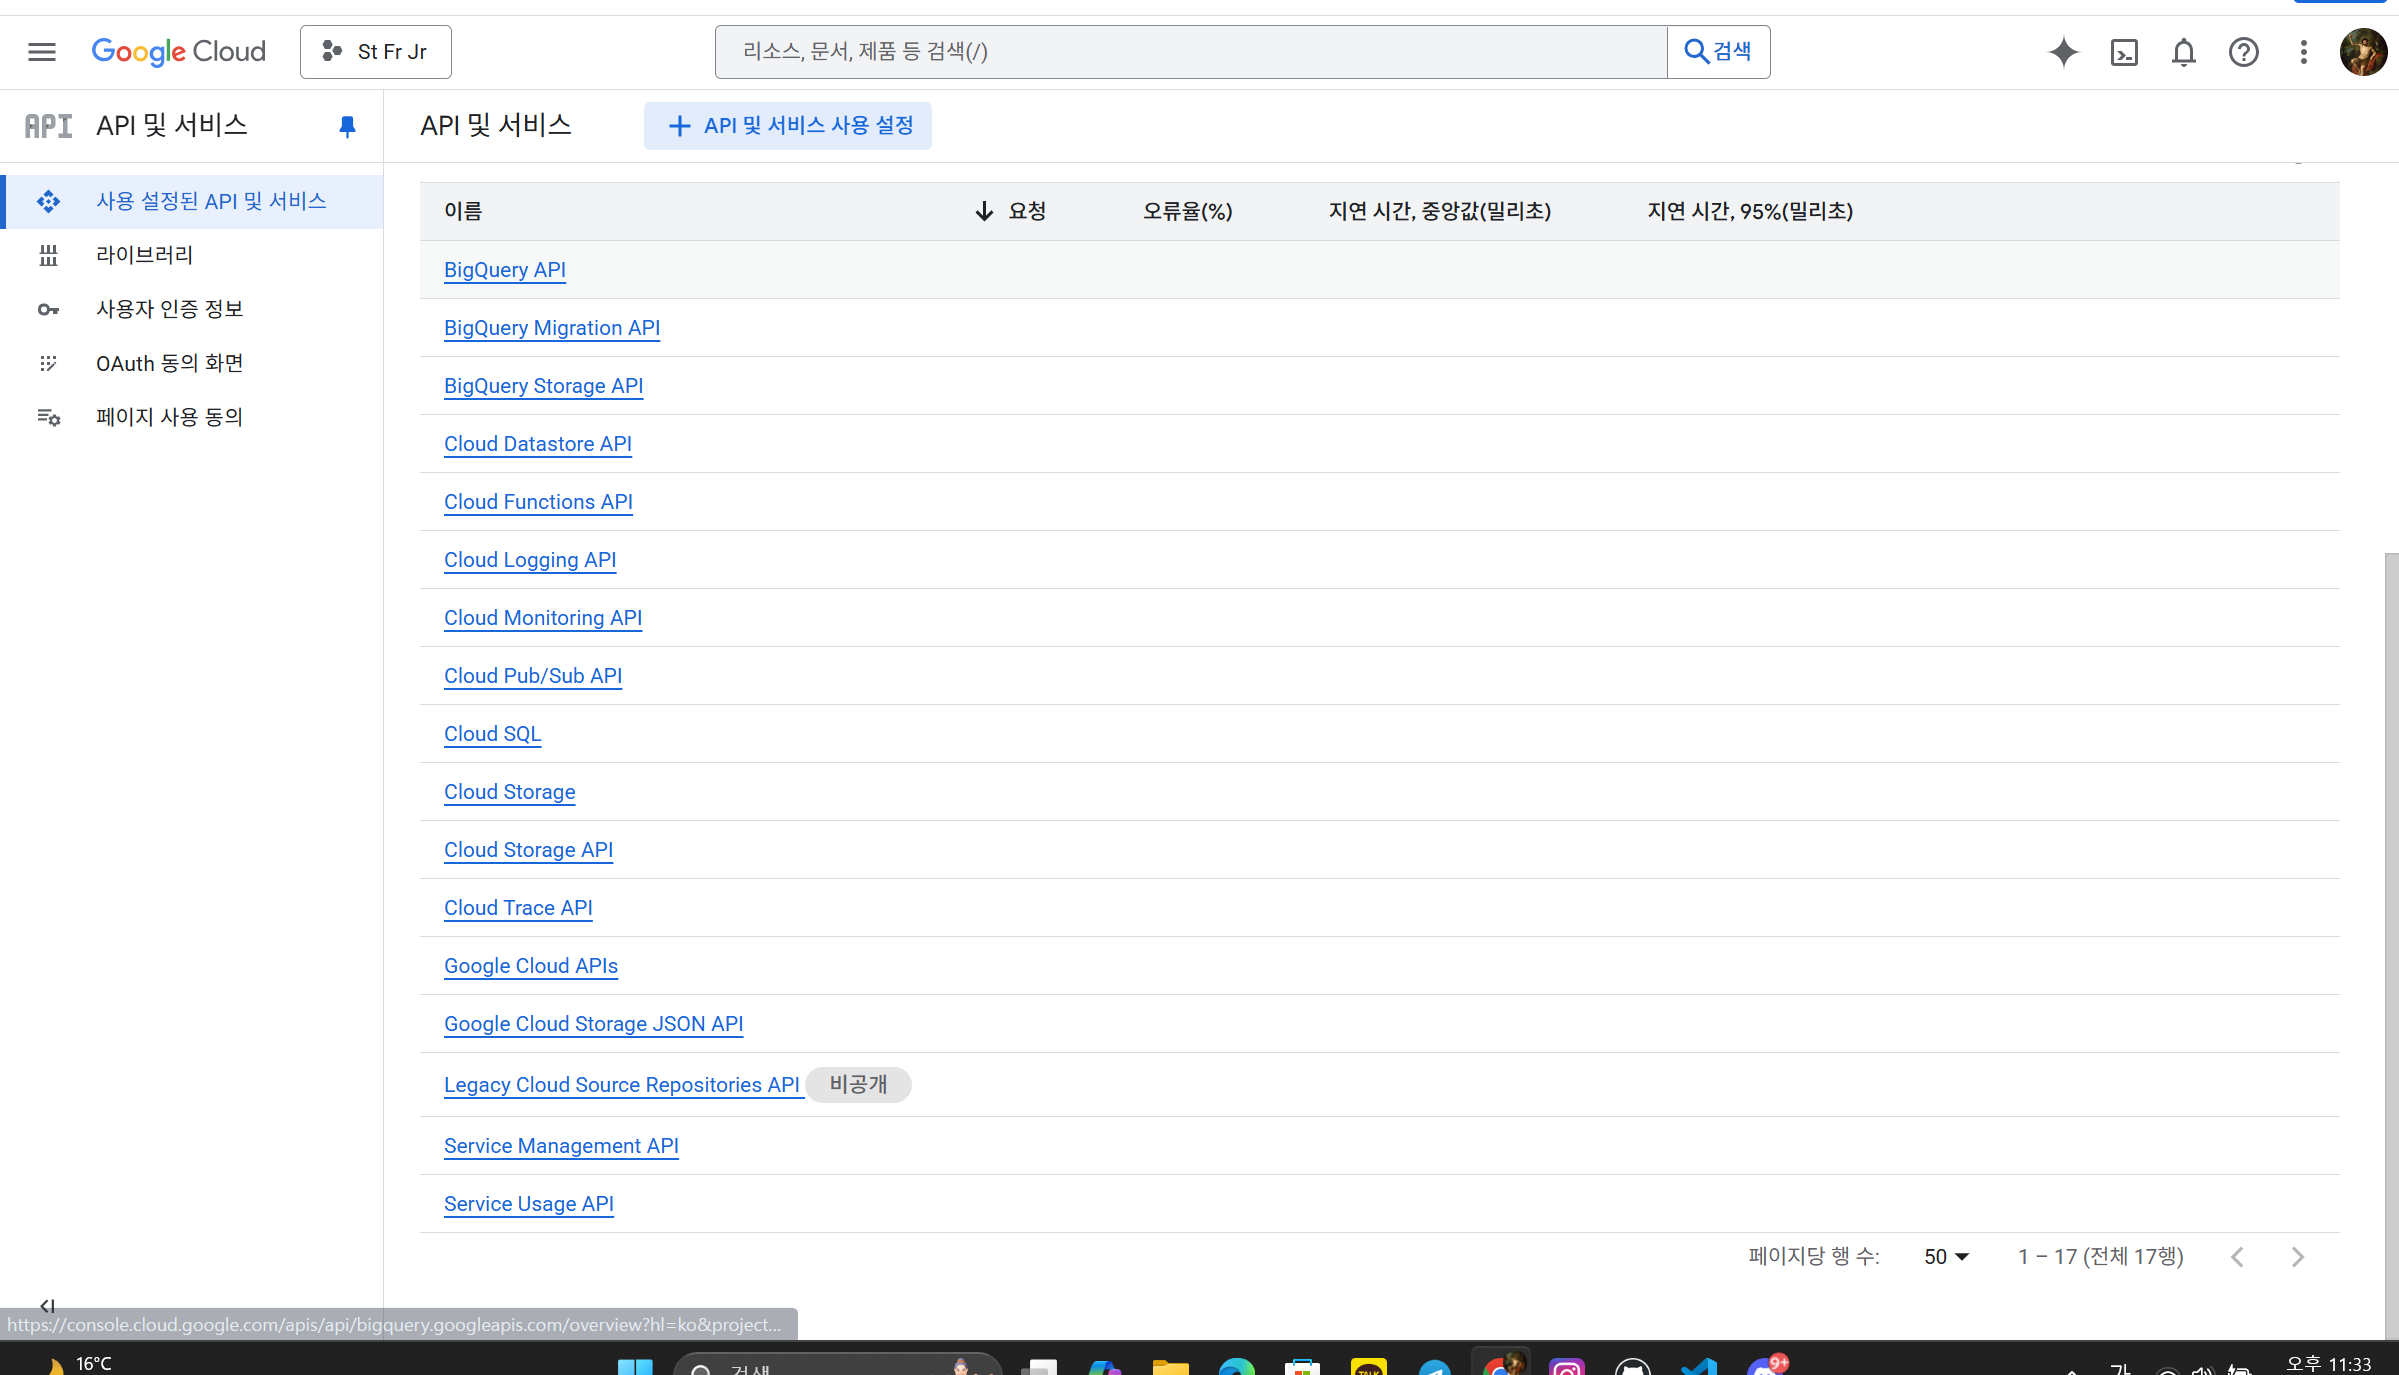 Google Cloud
St Fr Jr
리소스, 문서, 제품 등 검색(/)
검색
API API 및 서비스
API 및 서비스
API 및 서비스 사용 설정
사용 설정된 API 및 서비스
라이브러리
사용자 인증 정보
OAuth 동의 화면
페이지 사용 동의
이름 요청 오류율(%) 지연 시간, 중앙값(밀리초) 지연 시간, 95%(밀리초)
BigQuery API
BigQuery Migration API
BigQuery Storage API
Cloud Datastore API
Cloud Functions API
Cloud Logging API
Cloud Monitoring API
Cloud Pub/Sub API
Cloud SQL
Cloud Storage
Cloud Storage API
Cloud Trace API
Google Cloud APIs
Google Cloud Storage JSON API
Legacy Cloud Source Repositories API 비공개
Service Management API
Service Usage API
페이지당 행 수: 50 1 – 17 (전체 17행)
https://console.cloud.google.com/apis/api/bigquery.googleapis.com/overview?hl=ko&project...
16°C
검색
TALK
9+
가
오후 11:33